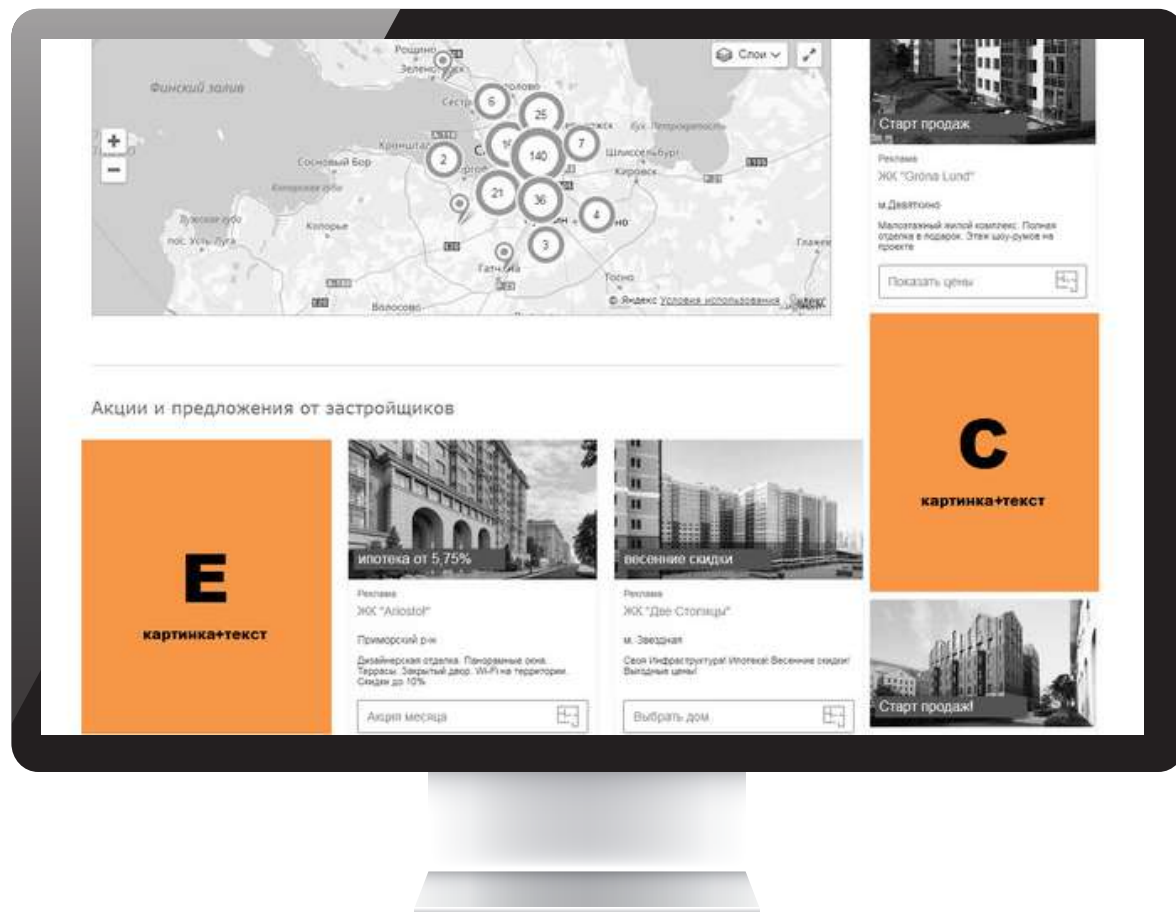 Рощино
Слои
Финский залив
6
25
7
2
140
Шлиссельбург
Сосновый Бор
Кировск
21
36
4
Копорье
3
Гатчина
Тосно
Волосово
© Яндекс Условия использования
Яндекс
Старт продаж
Реклама
ЖК "Gröna Lund"
м.Девяткино
Малоэтажный жилой комплекс. Полная
отделка в подарок. Этаж шоу-румов на
проекте
Показать цены
Акции и предложения от застройщиков
E
картинка+текст
ипотека от 5,75%
Реклама
ЖК "Ariostol"
Приморский р-н
Дизайнерская отделка. Панорамные окна.
Террасы. Закрытый двор. Wi-Fi на территории.
Скидки до 10%
Акция месяца
весенние скидки
Реклама
ЖК "Две Столицы"
м. Звездная
Своя Инфраструктура! Ипотека! Весенние скидки!
Выгодные цены!
Выбрать дом
C
картинка+текст
Старт продаж!